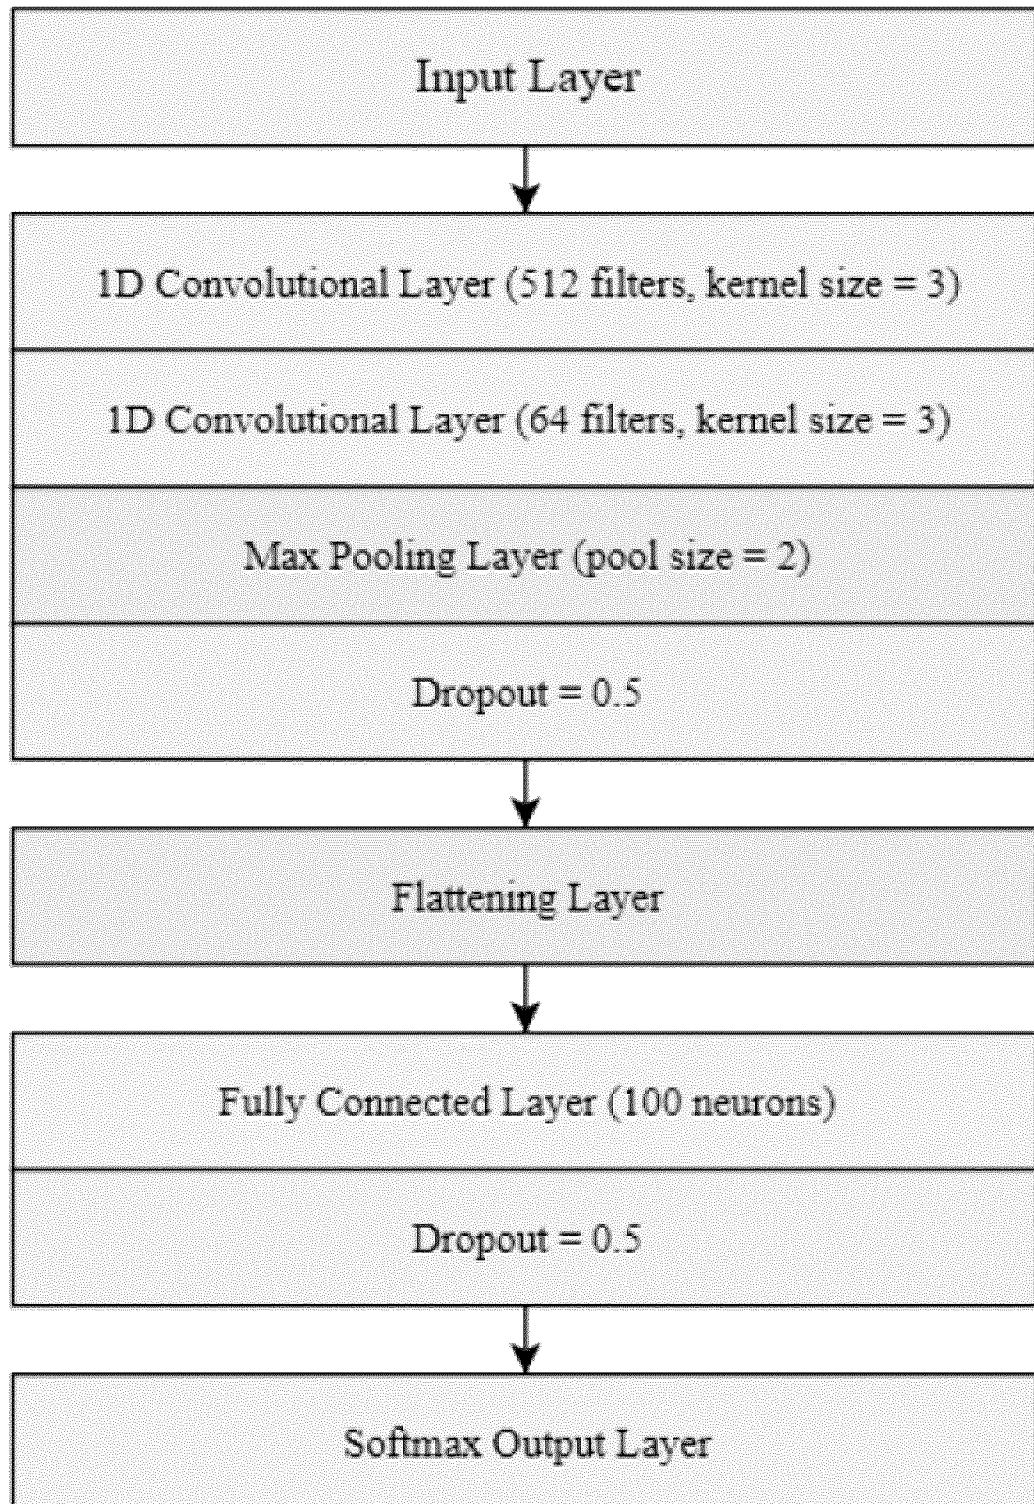 Input Layer
1D Convolutional Layer (512 filters, kernel size = 3)
1D Convolutional Layer (64 filters, kernel size = 3)
Max Pooling Layer (pool size = 2)
Dropout = 0.5
Flattening Layer
Fully Connected Layer (100 neurons)
Dropout = 0.5
Softmax Output Layer